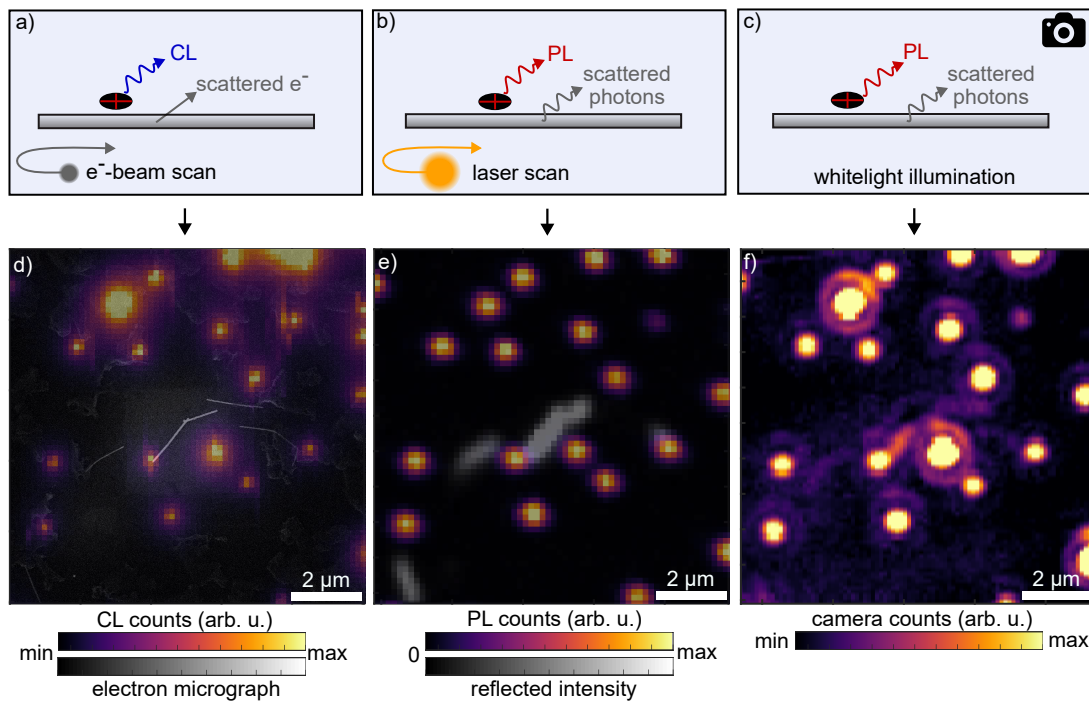 a)
CL
scattered e⁻
e⁻-beam scan
b)
PL
scattered
photons
laser scan
c)
PL
scattered
photons
whitelight illumination
d)
2 µm
e)
2 µm
f)
2 µm
CL counts (arb. u.)
min
max
electron micrograph
PL counts (arb. u.)
0
max
reflected intensity
camera counts (arb. u.)
min
max